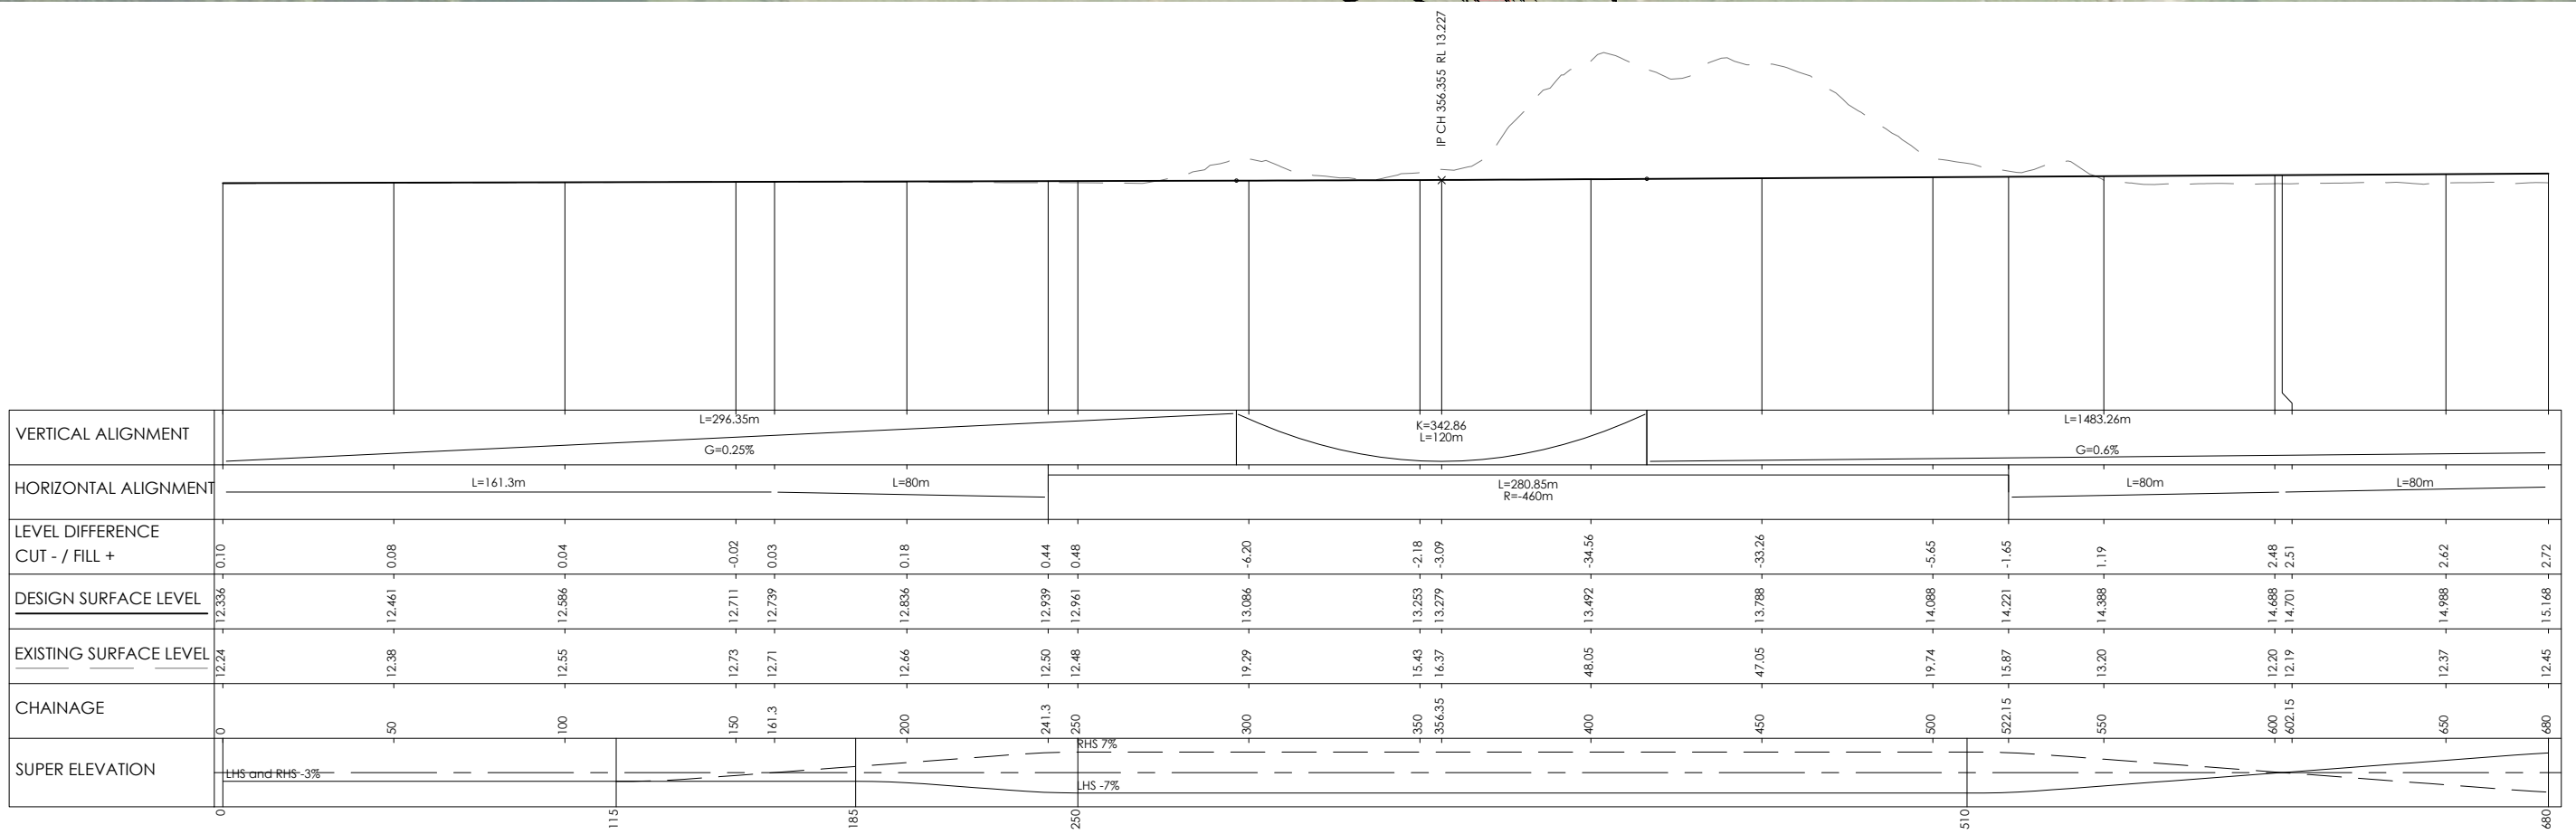 IP CH 356.355 RL 13.227
VERTICAL ALIGNMENT
L=296.35m
G=0.25%
K=342.86
L=120m
L=1483.26m
G=0.6%
HORIZONTAL ALIGNMENT
L=161.3m
L=80m
L=280.85m
R=-460m
L=80m
L=80m
LEVEL DIFFERENCE
CUT - / FILL +
0.10 0.08 0.04 -0.02 0.03 0.18 0.44 0.48 -6.20 -2.18 -3.09 -34.56 -33.26 -5.65 -1.65 1.19 2.48 2.51 2.62 2.72
DESIGN SURFACE LEVEL
12.336 12.461 12.586 12.711 12.739 12.836 12.939 12.961 13.086 13.253 13.279 13.492 13.788 14.088 14.221 14.388 14.688 14.701 14.988 15.168
EXISTING SURFACE LEVEL
12.24 12.38 12.55 12.73 12.71 12.66 12.50 12.48 19.29 15.43 16.37 48.05 47.05 19.74 15.87 13.20 12.20 12.19 12.37 12.45
CHAINAGE
0 50 100 150 161.3 200 241.3 250 300 350 356.35 400 450 500 522.15 550 600 602.15 650 680
SUPER ELEVATION
LHS and RHS -3%
RHS 7%
LHS -7%
0 115 185 250 510 680